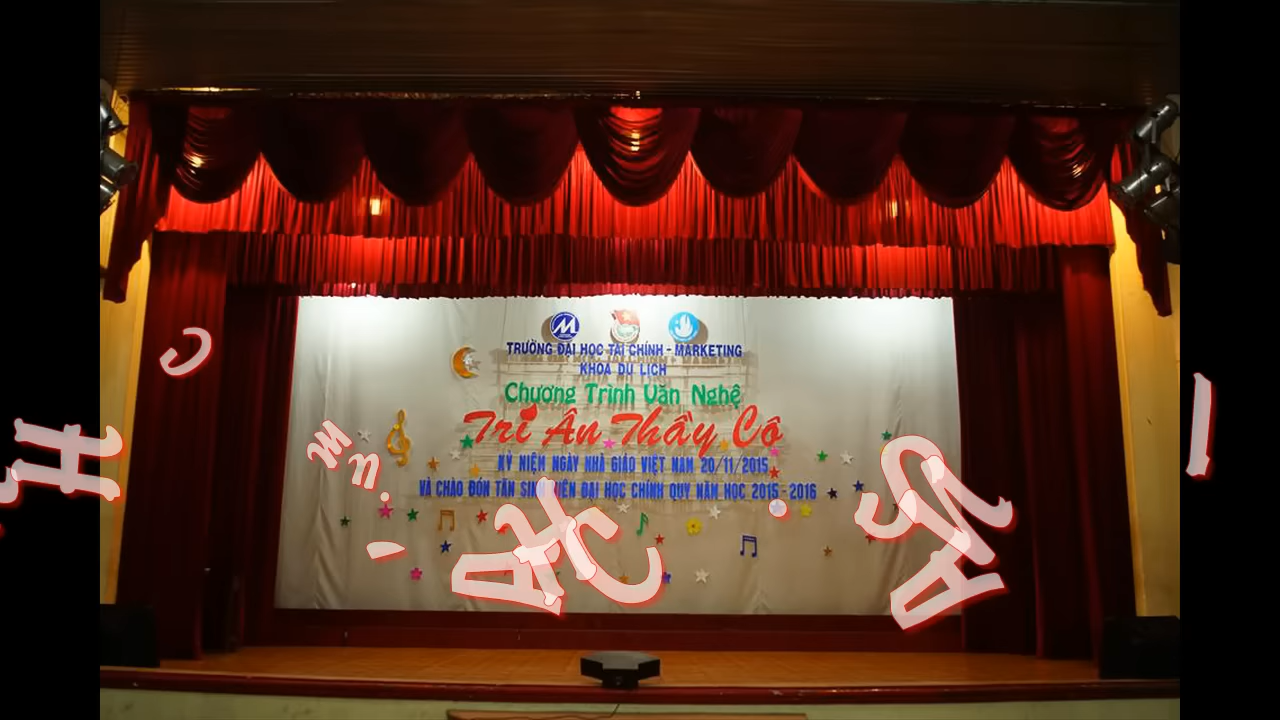 TRƯỜNG ĐẠI HỌC TÀI CHÍNH - MARKETING
KHOA DU LỊCH
Chương Trình Văn Nghệ
Tri Ân Thầy Cô
KỶ NIỆM NGÀY NHÀ GIÁO VIỆT NAM 20/11/2015
VÀ CHÀO ĐÓN TÂN SINH VIÊN ĐẠI HỌC CHÍNH QUY NĂM HỌC 2015 - 2016